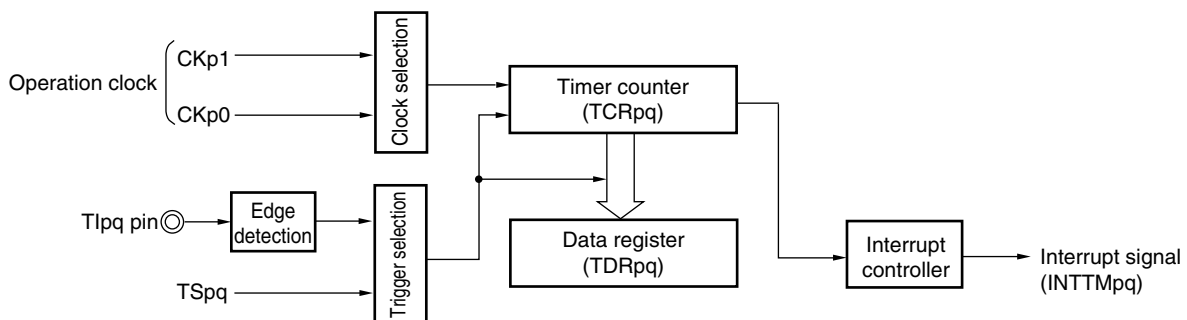 Operation clock
CKp1
CKp0
Clock selection
Timer counter
(TCRpq)
TIpq pin
Edge
detection
TSpq
Trigger selection
Data register
(TDRpq)
Interrupt
controller
Interrupt signal
(INTTMpq)